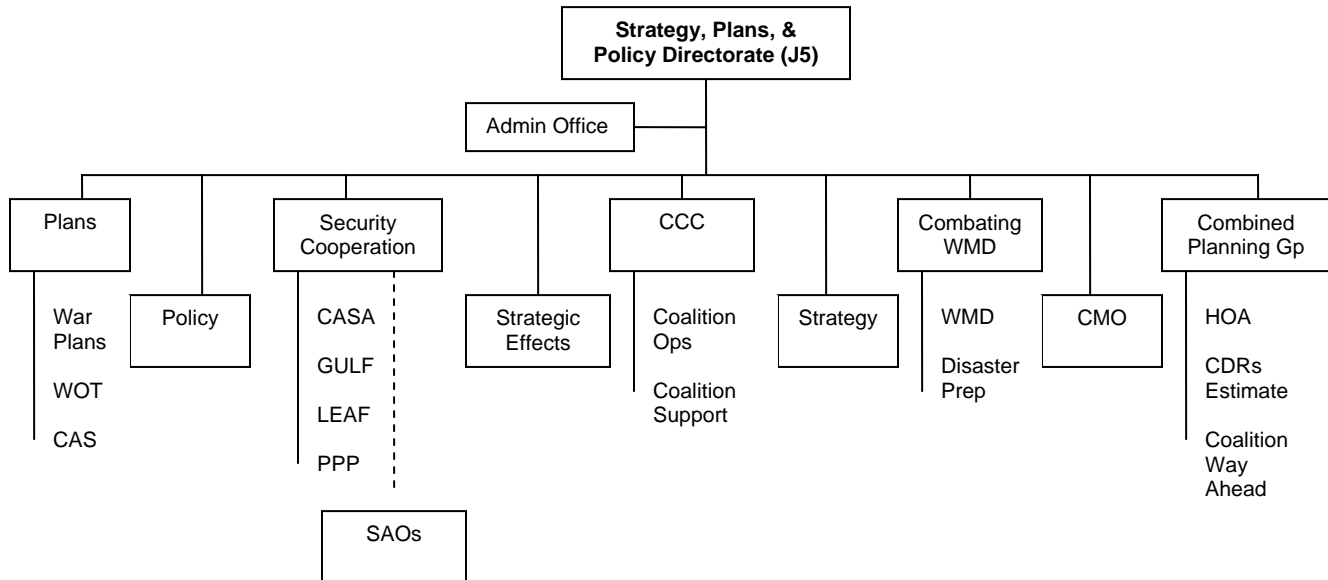 Strategy, Plans, &
Policy Directorate (J5)
Admin Office
Plans
War
Plans
WOT
CAS
Policy
Security
Cooperation
CASA
GULF
LEAF
PPP
SAOs
Strategic
Effects
CCC
Coalition
Ops
Coalition
Support
Strategy
Combating
WMD
WMD
Disaster
Prep
CMO
Combined
Planning Gp
HOA
CDRs
Estimate
Coalition
Way
Ahead